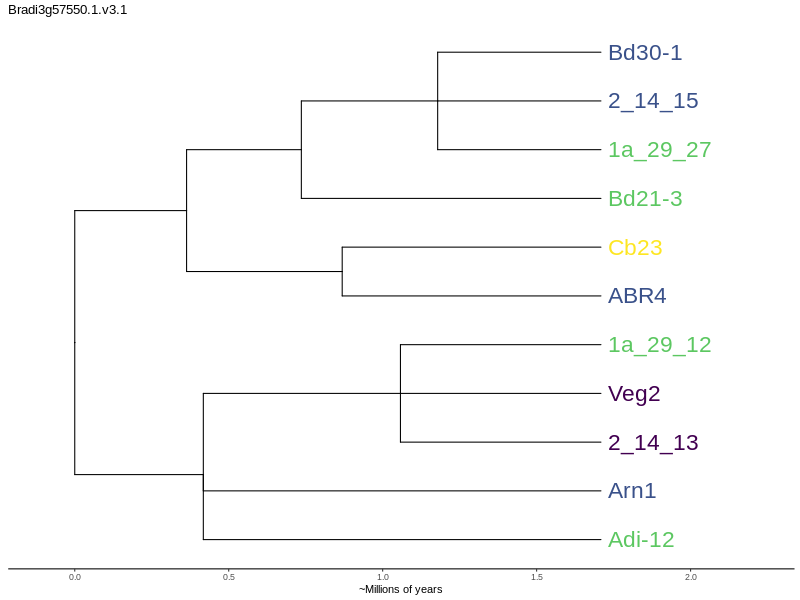 Bradi3g57550.1.v3.1
Bd30-1
2_14_15
1a_29_27
Bd21-3
Cb23
ABR4
1a_29_12
Veg2
2_14_13
Arn1
Adi-12
0.0 0.5 1.0 1.5 2.0
~Millions of years